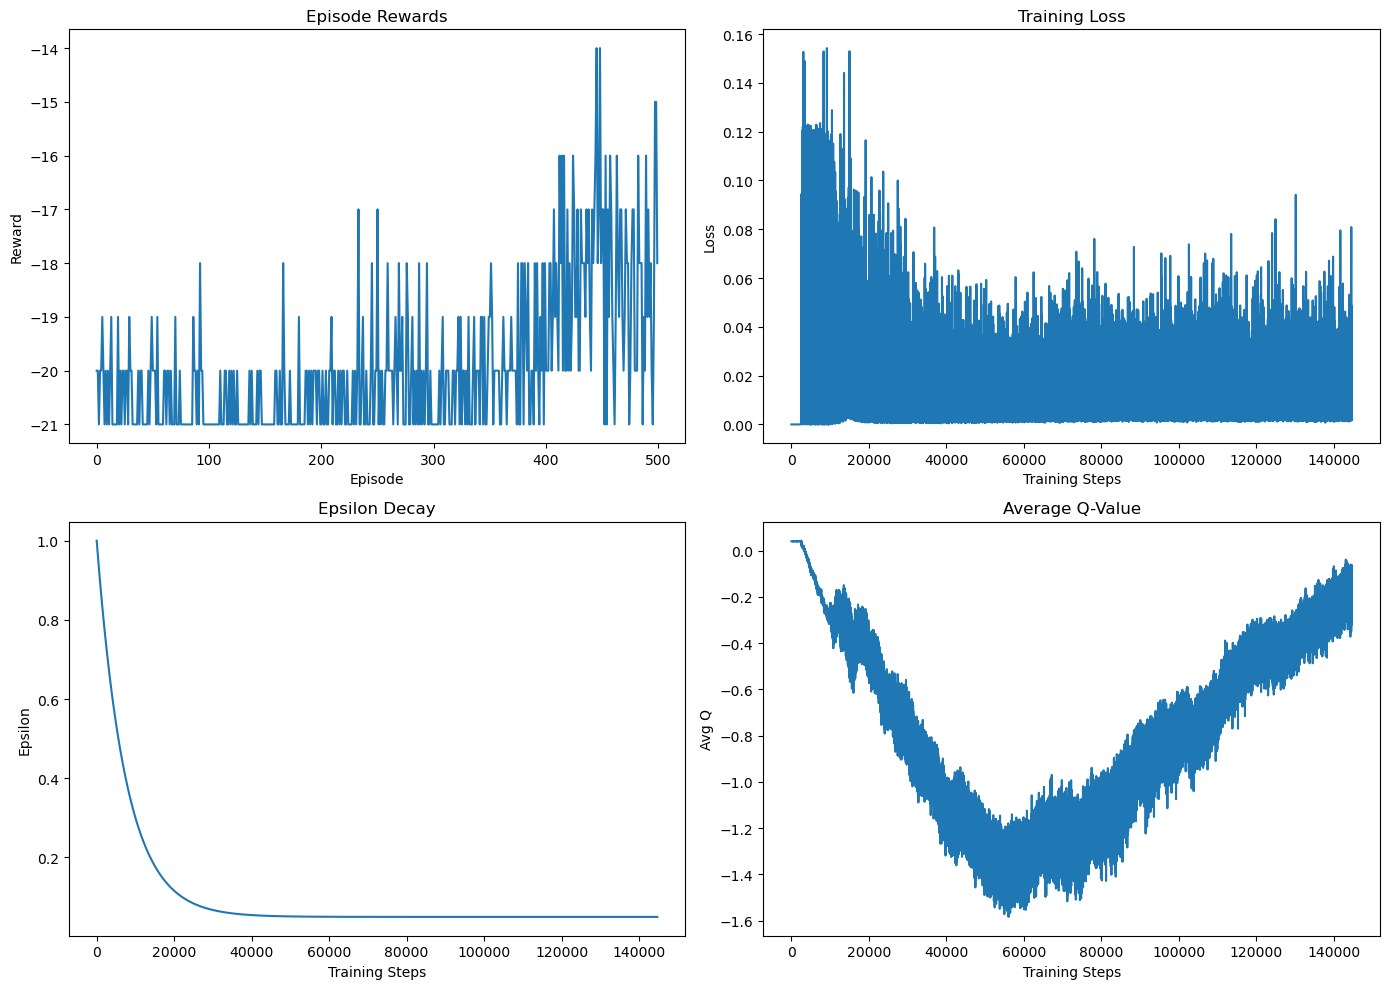 Episode Rewards
Reward
−14
−15
−16
−17
−18
−19
−20
−21
0 100 200 300 400 500
Episode
Training Loss
Loss
0.16
0.14
0.12
0.10
0.08
0.06
0.04
0.02
0.00
0 20000 40000 60000 80000 100000 120000 140000
Training Steps
Epsilon Decay
Epsilon
1.0
0.8
0.6
0.4
0.2
0 20000 40000 60000 80000 100000 120000 140000
Training Steps
Average Q-Value
Avg Q
0.0
−0.2
−0.4
−0.6
−0.8
−1.0
−1.2
−1.4
−1.6
0 20000 40000 60000 80000 100000 120000 140000
Training Steps